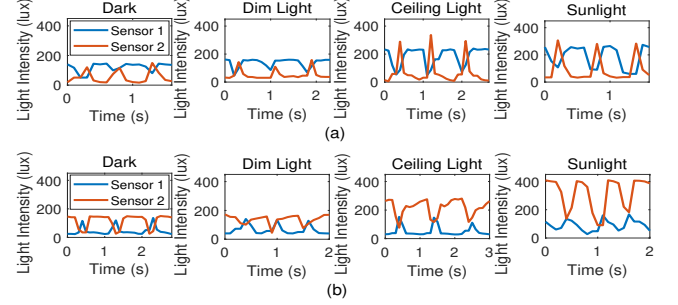 Dark
Dim Light
Ceiling Light
Sunlight
Light Intensity (lux)
400
200
0
Sensor 1
Sensor 2
0
1
Time (s)
Light Intensity (lux)
400
200
0
0
1
2
Time (s)
Light Intensity (lux)
400
200
0
0
1
2
Time (s)
Light Intensity (lux)
400
200
0
0
1
Time (s)
(a)
Dark
Dim Light
Ceiling Light
Sunlight
Light Intensity (lux)
400
200
0
Sensor 1
Sensor 2
0
1
2
Time (s)
Light Intensity (lux)
400
200
0
0
1
2
Time (s)
Light Intensity (lux)
400
200
0
0
1
2
3
Time (s)
Light Intensity (lux)
400
200
0
0
1
2
Time (s)
(b)